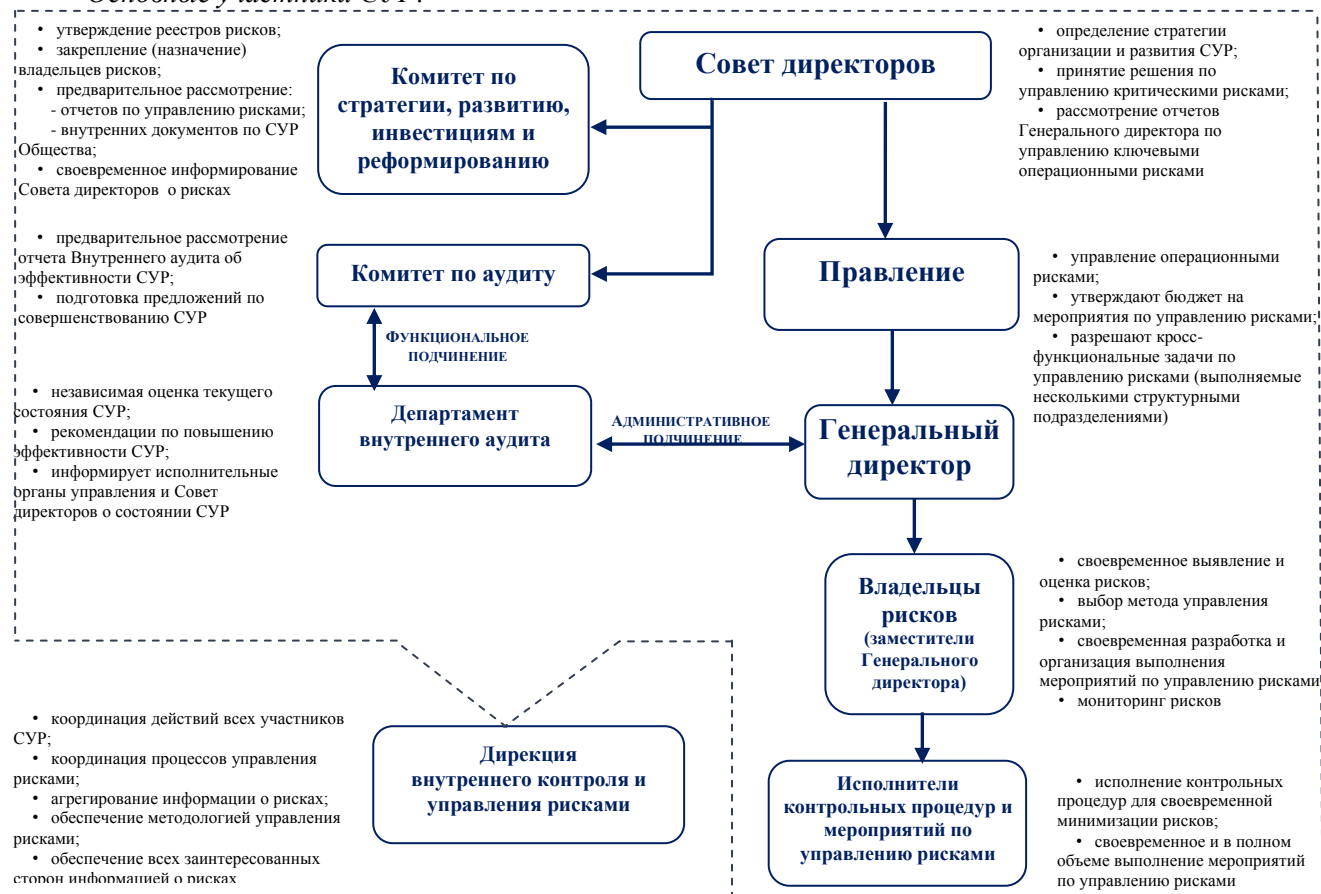 Основные участники СУР:
• утверждение реестров рисков;
• закрепление (назначение)
владельцев рисков;
• предварительное рассмотрение:
- отчетов по управлению рисками;
- внутренних документов по СУР
Общества;
• своевременное информирование
Совета директоров о рисках
Комитет по
стратегии, развитию,
инвестициям и
реформированию
Совет директоров
• определение стратегии
организации и развития СУР;
• принятие решения по
управлению критическими рисками;
• рассмотрение отчетов
Генерального директора по
управлению ключевыми
операционными рисками
• предварительное рассмотрение
отчета Внутреннего аудита об
эффективности СУР;
• подготовка предложений по
совершенствованию СУР
Комитет по аудиту
Правление
• управление операционными
рисками;
• утверждают бюджет на
мероприятия по управлению рисками;
• разрешают кросс-
функциональные задачи по
управлению рисками (выполняемые
несколькими структурными
подразделениями)
ФУНКЦИОНАЛЬНОЕ
ПОДЧИНЕНИЕ
• независимая оценка текущего
состояния СУР;
• рекомендации по повышению
эффективности СУР;
• информирует исполнительные
органы управления и Совет
директоров о состоянии СУР
Департамент
внутреннего аудита
АДМИНИСТРАТИВНОЕ
ПОДЧИНЕНИЕ
Генеральный
директор
Владельцы
рисков
(заместители
Генерального
директора)
• своевременное выявление и
оценка рисков;
• выбор метода управления
рисками;
• своевременная разработка и
организация выполнения
мероприятий по управлению рисками
• мониторинг рисков
• координация действий всех участников
СУР;
• координация процессов управления
рисками;
• агрегирование информации о рисках;
• обеспечение методологией управления
рисками;
• обеспечение всех заинтересованных
сторон информацией о рисках
Дирекция
внутреннего контроля и
управления рисками
Исполнители
контрольных процедур и
мероприятий по
управлению рисками
• исполнение контрольных
процедур для своевременной
минимизации рисков;
• своевременное и в полном
объеме выполнение мероприятий
по управлению рисками